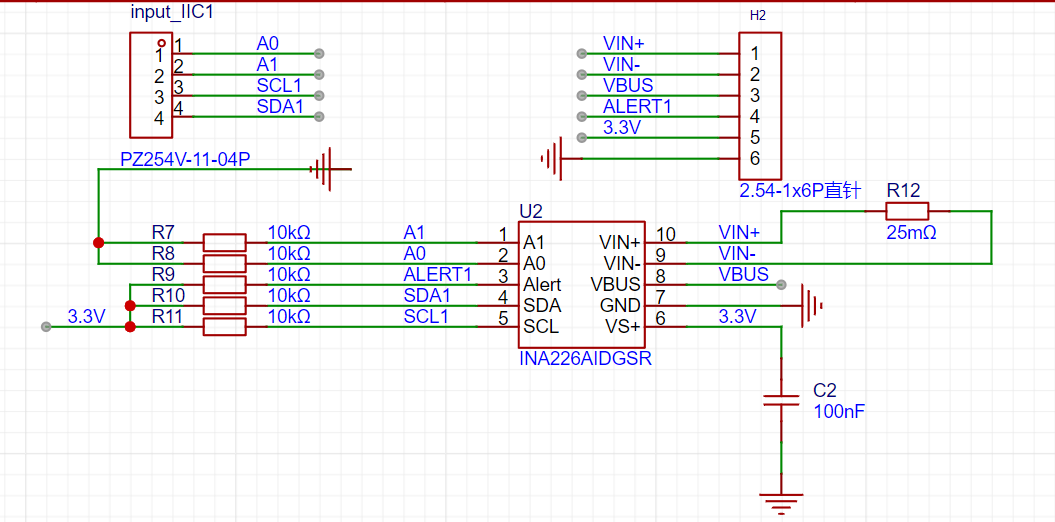 input_IIC1
1 1 A0
2 2 A1
3 3 SCL1
4 4 SDA1
PZ254V-11-04P
H2
VIN+ 1
VIN- 2
VBUS 3
ALERT1 4
3.3V 5
6
2.54-1x6P直针
R12
25mΩ
U2
R7 10kΩ A1 1 A1
R8 10kΩ A0 2 A0
R9 10kΩ ALERT1 3 Alert
R10 10kΩ SDA1 4 SDA
3.3V R11 10kΩ SCL1 5 SCL
VIN+ 10 VIN+
VIN- 9 VIN-
VBUS 8 VBUS
GND 7
VS+ 6 3.3V
INA226AIDGSR
C2
100nF